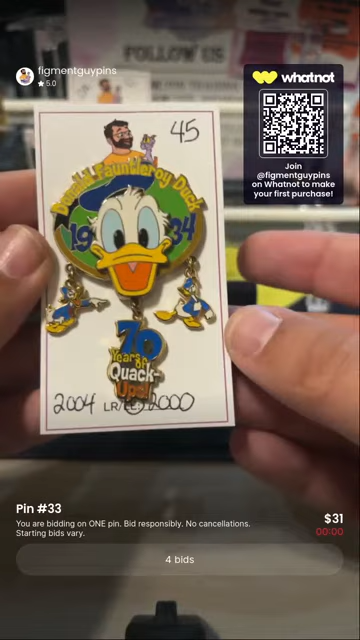 FOLLOW US
figmentguypins
★ 5.0
whatnot
Join
@figmentguypins
on Whatnot to make
your first purchase!
45
Donald Fauntleroy Duck
19 34
70
Years of
Quack-
Ups!
2004 LR/LE: 2000
Pin #33
You are bidding on ONE pin. Bid responsibly. No cancellations.
Starting bids vary.
$31
00:00
4 bids